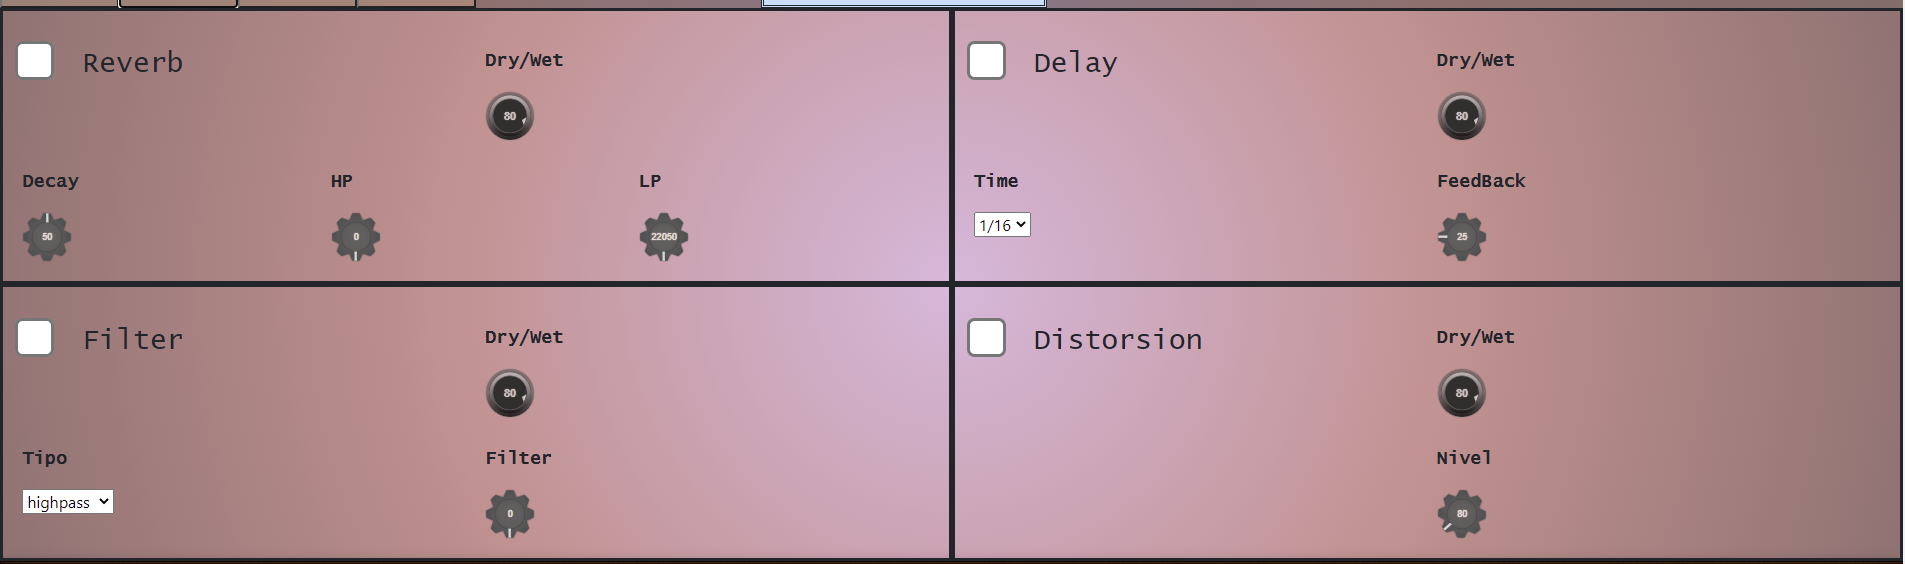 Reverb
Dry/Wet
80
Decay
HP
LP
50
0
22050
Delay
Dry/Wet
80
Time
FeedBack
1/16
25
Filter
Dry/Wet
80
Tipo
Filter
highpass
0
Distorsion
Dry/Wet
80
Nivel
80